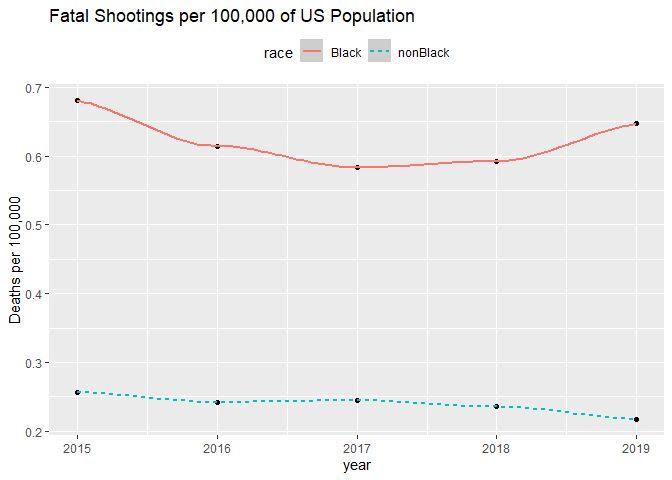 Fatal Shootings per 100,000 of US Population
race Black nonBlack
Deaths per 100,000
0.7
0.6
0.5
0.4
0.3
0.2
2015 2016 2017 2018 2019
year